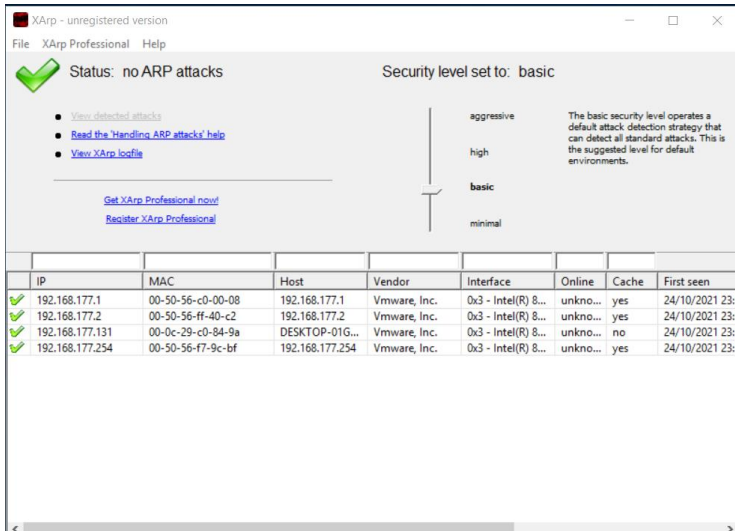 XArp - unregistered version
File XArp Professional Help
Status: no ARP attacks
Security level set to: basic
View detected attacks
Read the 'Handling ARP attacks' help
View XArp logfile
Get XArp Professional now!
Register XArp Professional
aggressive
high
basic
minimal
The basic security level operates a
default attack detection strategy that
can detect all standard attacks. This is
the suggested level for default
environments.
IP MAC Host Vendor Interface Online Cache First seen
192.168.177.1 00-50-56-c0-00-08 192.168.177.1 Vmware, Inc. 0x3 - Intel(R) 8... unkno... yes 24/10/2021 23:
192.168.177.2 00-50-56-ff-40-c2 192.168.177.2 Vmware, Inc. 0x3 - Intel(R) 8... unkno... yes 24/10/2021 23:
192.168.177.131 00-0c-29-c0-84-9a DESKTOP-01G... Vmware, Inc. 0x3 - Intel(R) 8... unkno... no 24/10/2021 23:
192.168.177.254 00-50-56-f7-9c-bf 192.168.177.254 Vmware, Inc. 0x3 - Intel(R) 8... unkno... yes 24/10/2021 23: